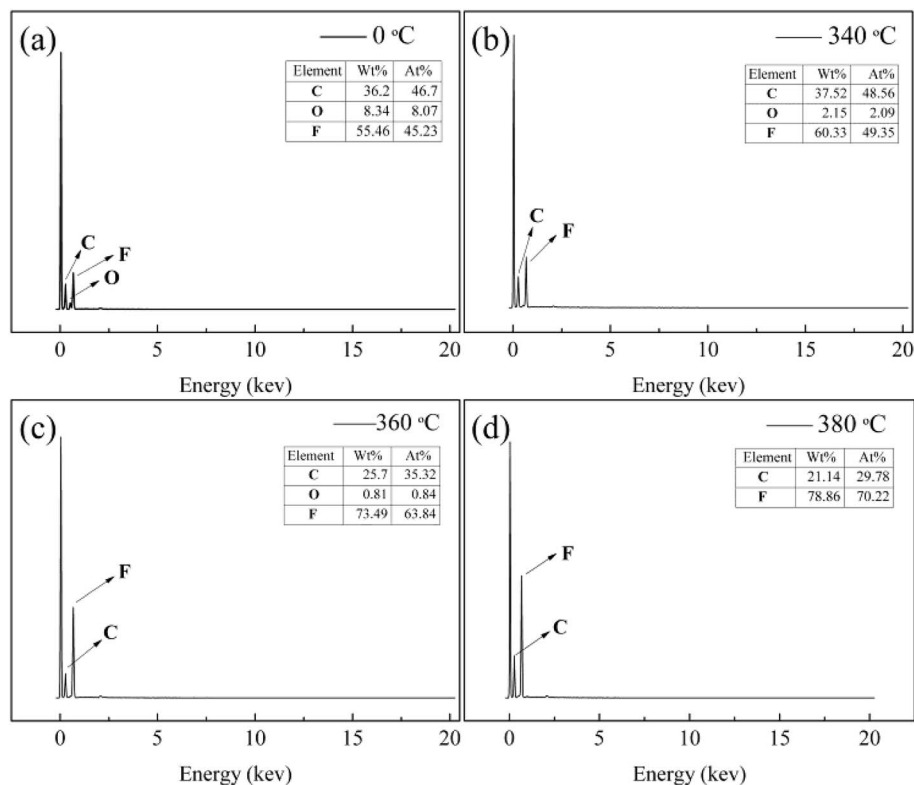 (a)
0 °C
Element Wt% At%
C 36.2 46.7
O 8.34 8.07
F 55.46 45.23
C
F
O
0 5 10 15 20
Energy (kev)
(b)
340 °C
Element Wt% At%
C 37.52 48.56
O 2.15 2.09
F 60.33 49.35
C
F
0 5 10 15 20
Energy (kev)
(c)
360 °C
Element Wt% At%
C 25.7 35.32
O 0.81 0.84
F 73.49 63.84
F
C
0 5 10 15 20
Energy (kev)
(d)
380 °C
Element Wt% At%
C 21.14 29.78
F 78.86 70.22
F
C
0 5 10 15 20
Energy (kev)